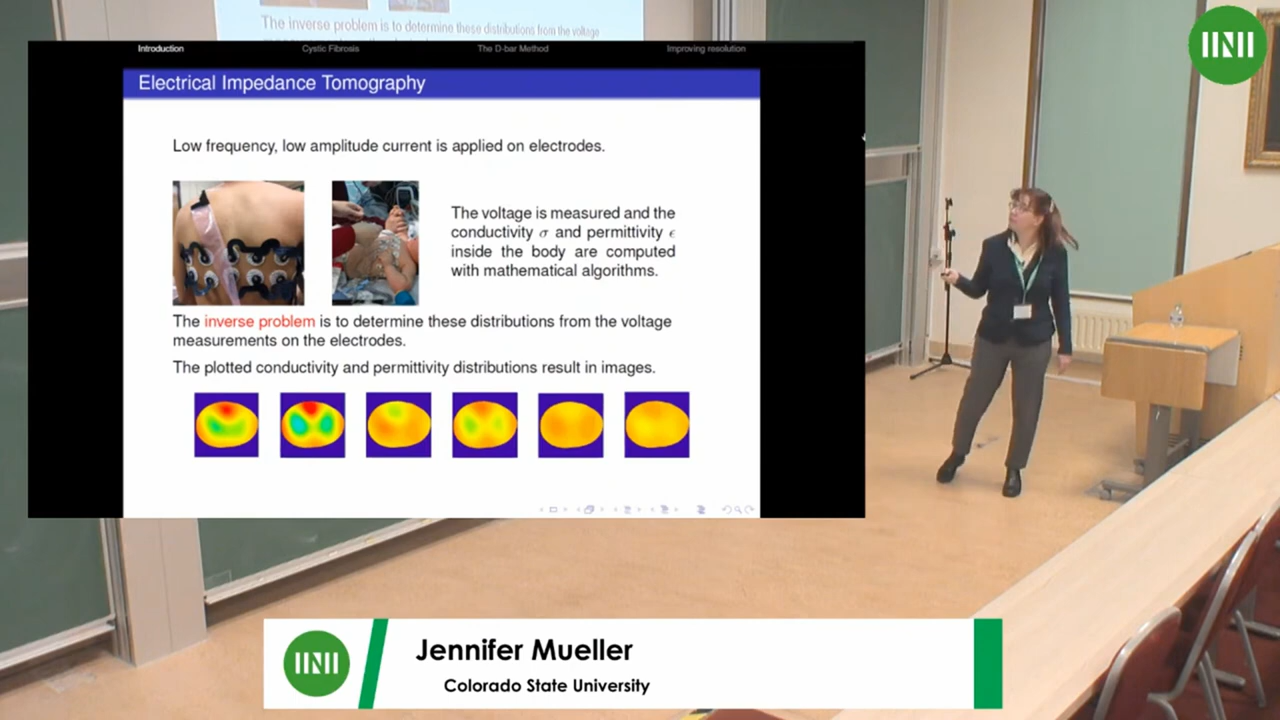 The inverse problem is to determine these distributions from the voltage
Introduction
Cystic Fibrosis
The D-bar Method
Improving resolution
Electrical Impedance Tomography
Low frequency, low amplitude current is applied on electrodes.
The voltage is measured and the
conductivity σ and permittivity ϵ
inside the body are computed
with mathematical algorithms.
The inverse problem is to determine these distributions from the voltage
measurements on the electrodes.
The plotted conductivity and permittivity distributions result in images.
Jennifer Mueller
Colorado State University